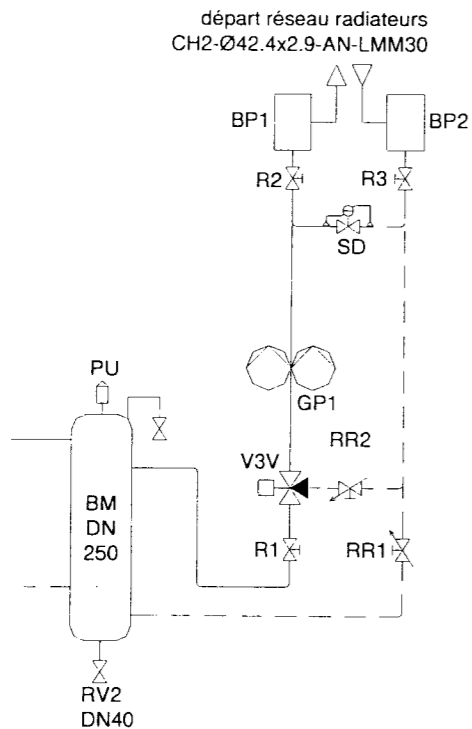 départ réseau radiateurs
CH2-Ø42.4x2.9-AN-LMM30
BP1
BP2
R2
R3
SD
PU
GP1
RR2
V3V
BM
DN
250
R1
RR1
RV2
DN40